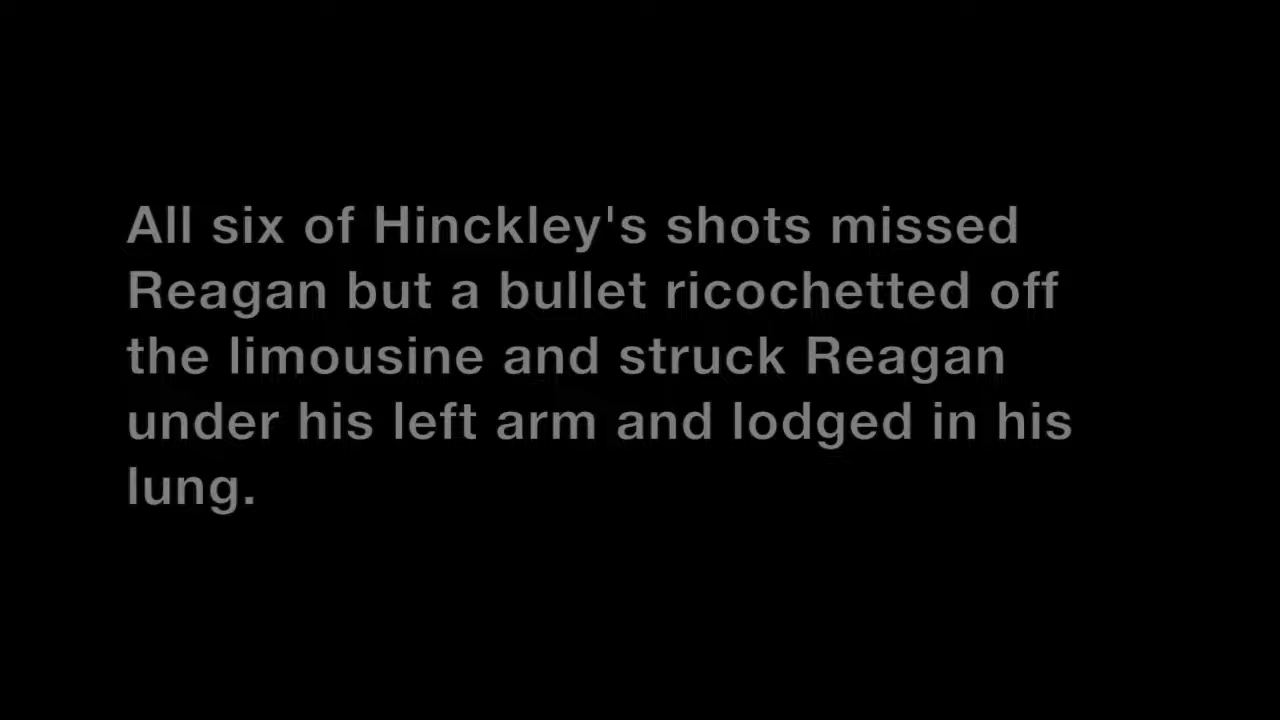 All six of Hinckley's shots missed
Reagan but a bullet ricochetted off
the limousine and struck Reagan
under his left arm and lodged in his
lung.